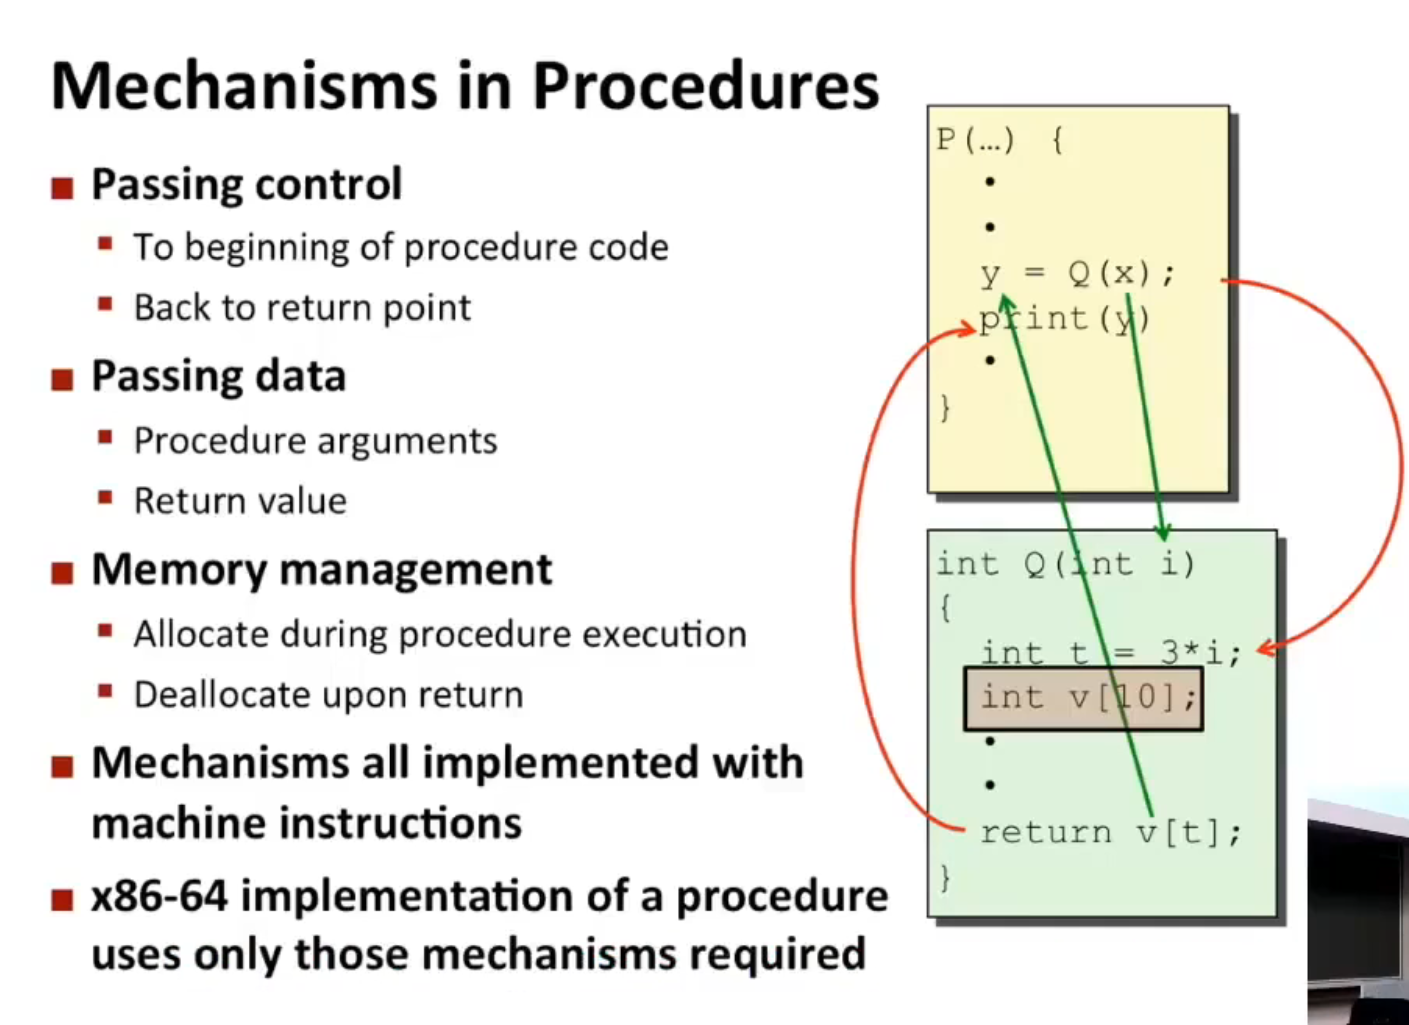 Mechanisms in Procedures
Passing control
To beginning of procedure code
Back to return point
Passing data
Procedure arguments
Return value
Memory management
Allocate during procedure execution
Deallocate upon return
Mechanisms all implemented with
machine instructions
x86-64 implementation of a procedure
uses only those mechanisms required
P(…) {
•
•
y = Q(x);
print(y)
•
}
int Q(int i)
{
int t = 3*i;
int v[10];
•
•
return v[t];
}